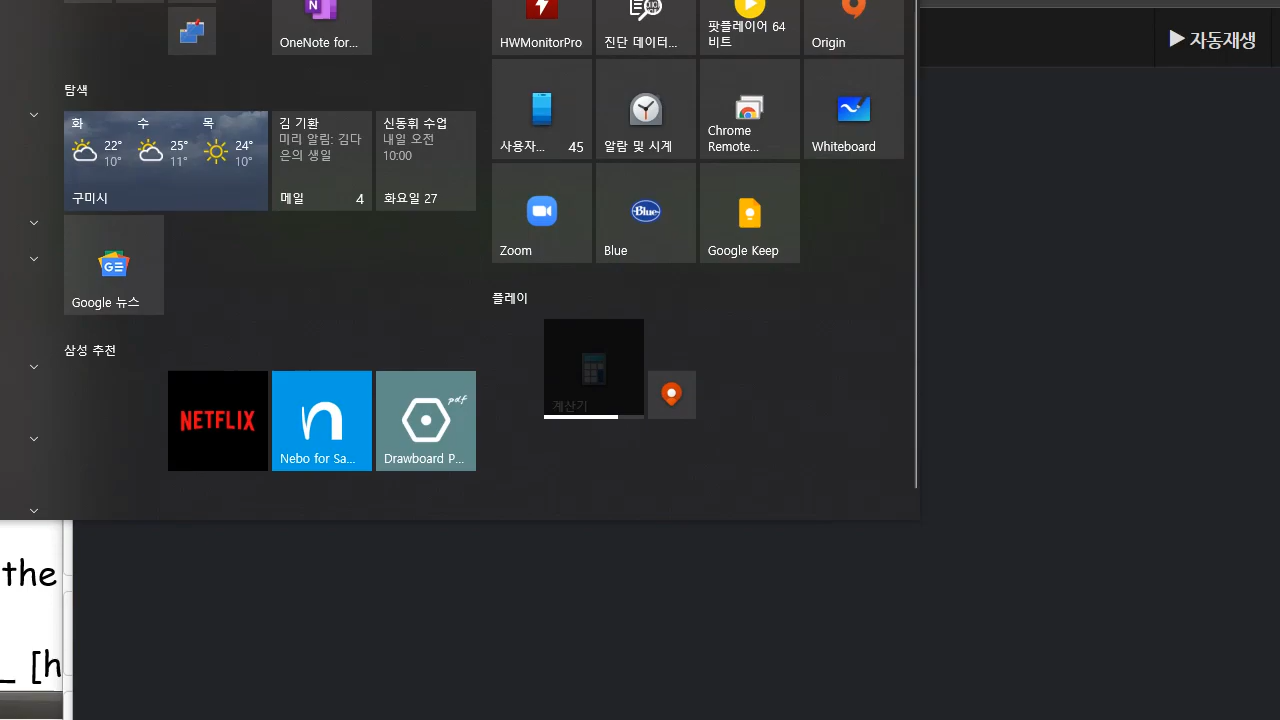 OneNote for...
HWMonitorPro
진단 데이터...
팟플레이어 64
비트
Origin
▶ 자동재생
탐색
화
수
목
22°
10°
25°
11°
24°
10°
구미시
김 기환
미리 알림: 김다
은의 생일
메일
4
신동휘 수업
내일 오전
10:00
화요일 27
사용자...
45
알람 및 시계
Chrome
Remote...
Whiteboard
Zoom
Blue
Blue
Google Keep
GE
Google 뉴스
플레이
계산기
삼성 추천
NETFLIX
Nebo for Sa...
pdf
Drawboard P...
the
_ [h